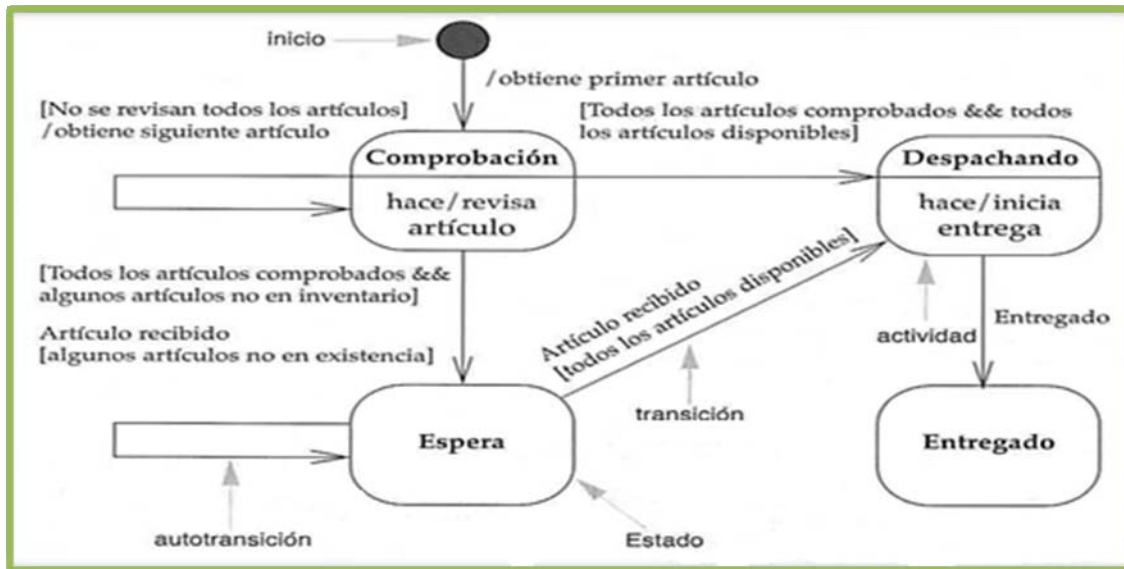 inicio
/obtiene primer artículo
[No se revisan todos los artículos]
/obtiene siguiente artículo
[Todos los artículos comprobados && todos
los artículos disponibles]
Comprobación
hace/revisa
artículo
Despachando
hace/inicia
entrega
[Todos los artículos comprobados &&
algunos artículos no en inventario]
Artículo recibido
[algunos artículos no en existencia]
Artículo recibido
[todos los artículos disponibles]
actividad
Entregado
transición
Espera
Entregado
autotransición
Estado